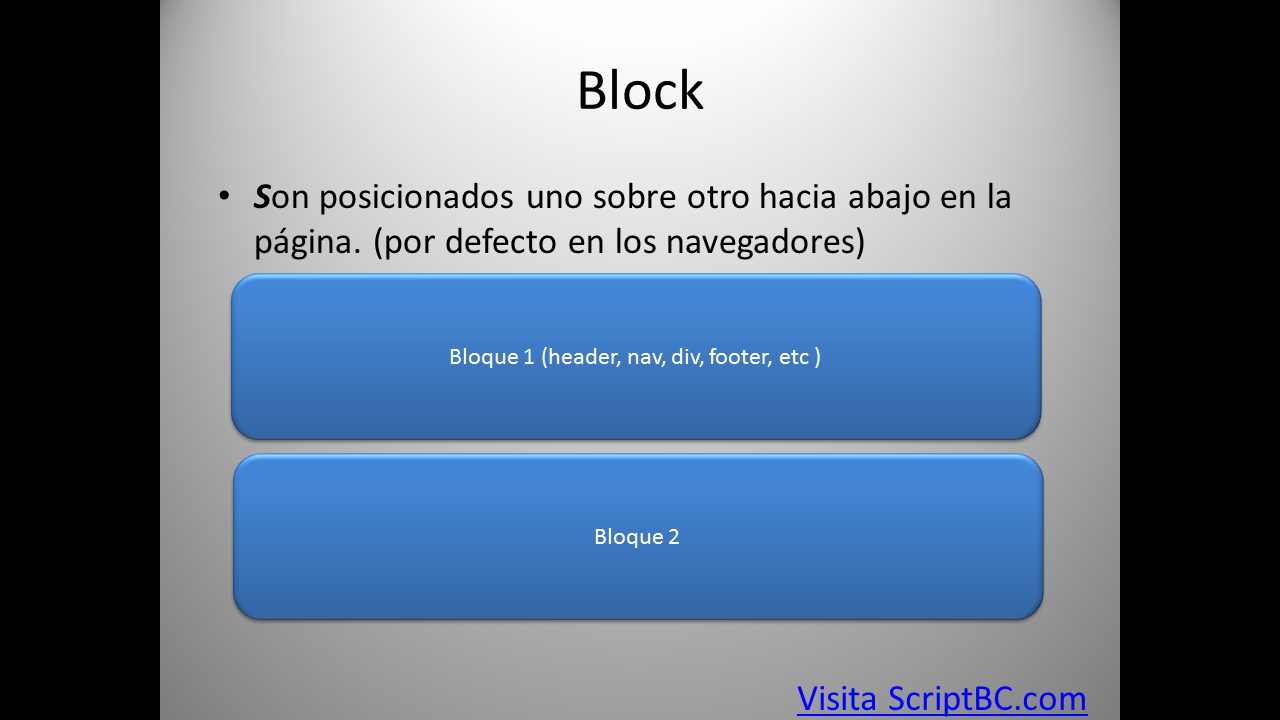 Block
• Son posicionados uno sobre otro hacia abajo en la
página. (por defecto en los navegadores)
Bloque 1 (header, nav, div, footer, etc )
Bloque 2
Visita ScriptBC.com